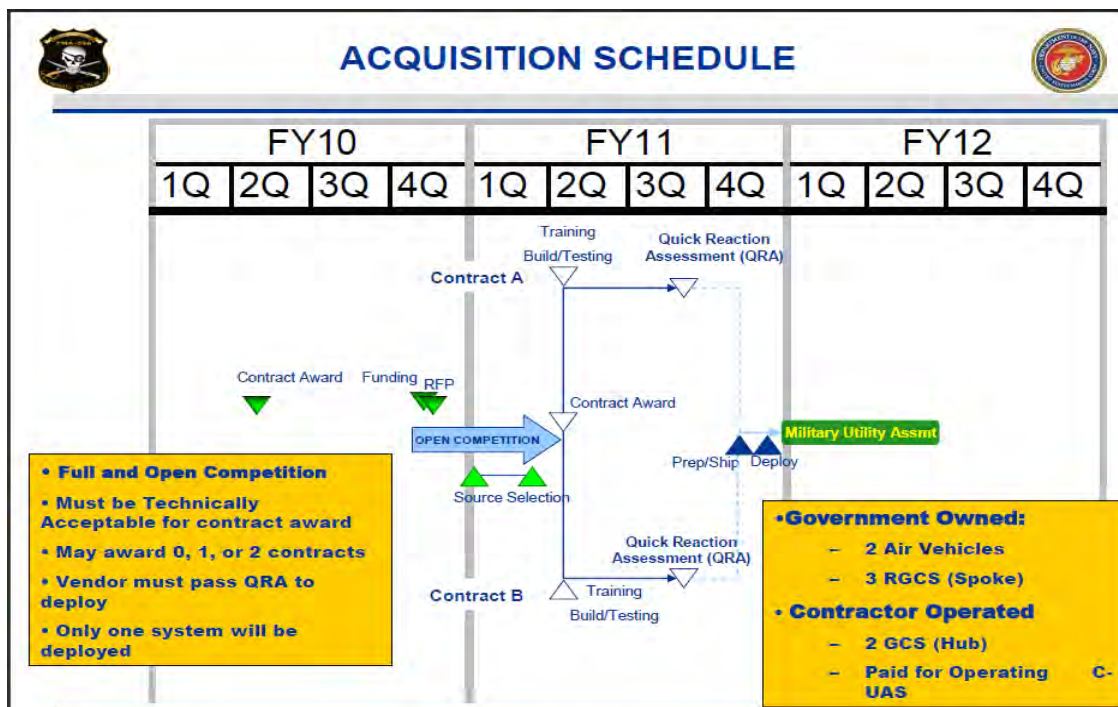 ACQUISITION SCHEDULE
FY10 FY11 FY12
1Q 2Q 3Q 4Q 1Q 2Q 3Q 4Q 1Q 2Q 3Q 4Q
Training
Build/Testing
Quick Reaction
Assessment (QRA)
Contract A
Contract Award
Funding
RFP
Contract Award
OPEN COMPETITION
Military Utility Assmt
Prep/Ship
Deploy
Source Selection
Quick Reaction
Assessment (QRA)
Contract B
Training
Build/Testing
• Full and Open Competition
• Must be Technically
Acceptable for contract award
• May award 0, 1, or 2 contracts
• Vendor must pass QRA to
deploy
• Only one system will be
deployed
•Government Owned:
– 2 Air Vehicles
– 3 RGCS (Spoke)
• Contractor Operated
– 2 GCS (Hub)
– Paid for Operating C-
UAS